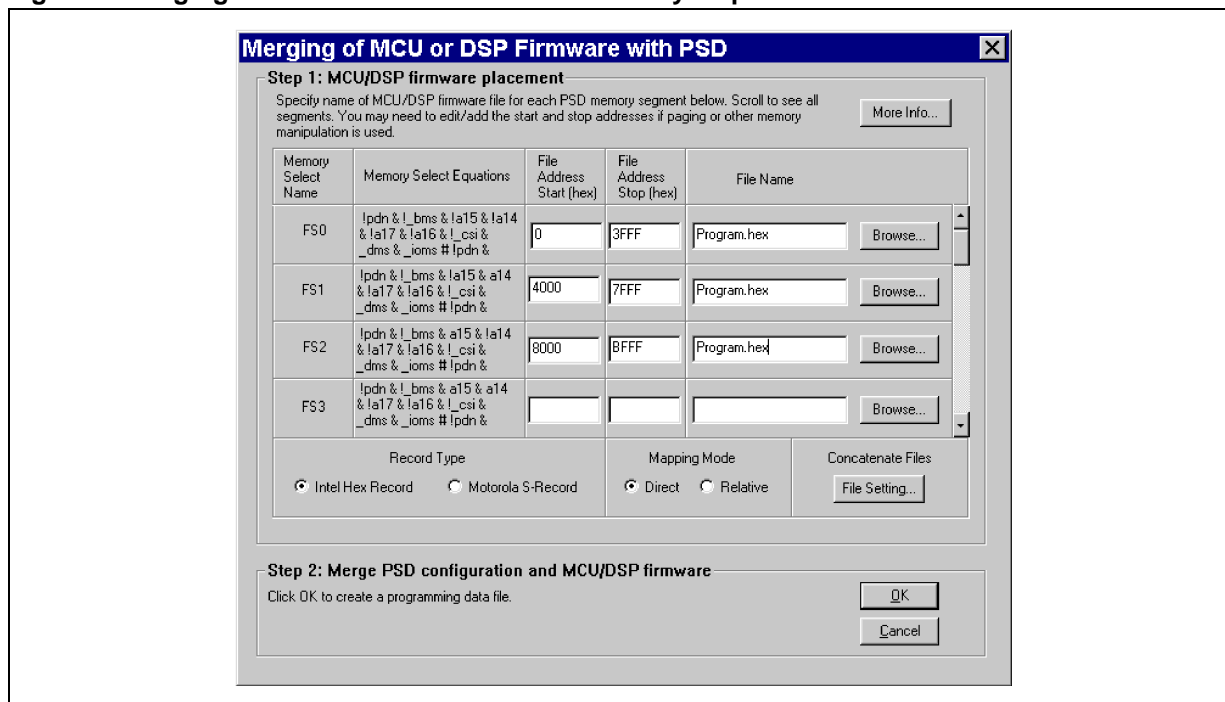 Merging of MCU or DSP Firmware with PSD
Step 1: MCU/DSP firmware placement
Specify name of MCU/DSP firmware file for each PSD memory segment below. Scroll to see all
segments. You may need to edit/add the start and stop addresses if paging or other memory
manipulation is used.
More Info...
Memory
Select
Name
Memory Select Equations
File
Address
Start (hex)
File
Address
Stop (hex)
File Name
FS0
!pdn & !_bms & !a15 & !a14
& !a17 & !a16 & !_csi &
_dms & _ioms # !pdn &
0
3FFF
Program.hex
Browse...
FS1
!pdn & !_bms & !a15 & a14
& !a17 & !a16 & !_csi &
_dms & _ioms # !pdn &
4000
7FFF
Program.hex
Browse...
FS2
!pdn & !_bms & a15 & !a14
& !a17 & !a16 & !_csi &
_dms & _ioms # !pdn &
8000
BFFF
Program.hex
Browse...
FS3
!pdn & !_bms & a15 & a14
& !a17 & !a16 & !_csi &
_dms & _ioms # !pdn &
Browse...
Record Type
Intel Hex Record
Motorola S-Record
Mapping Mode
Direct
Relative
Concatenate Files
File Setting...
Step 2: Merge PSD configuration and MCU/DSP firmware
Click OK to create a programming data file.
OK
Cancel